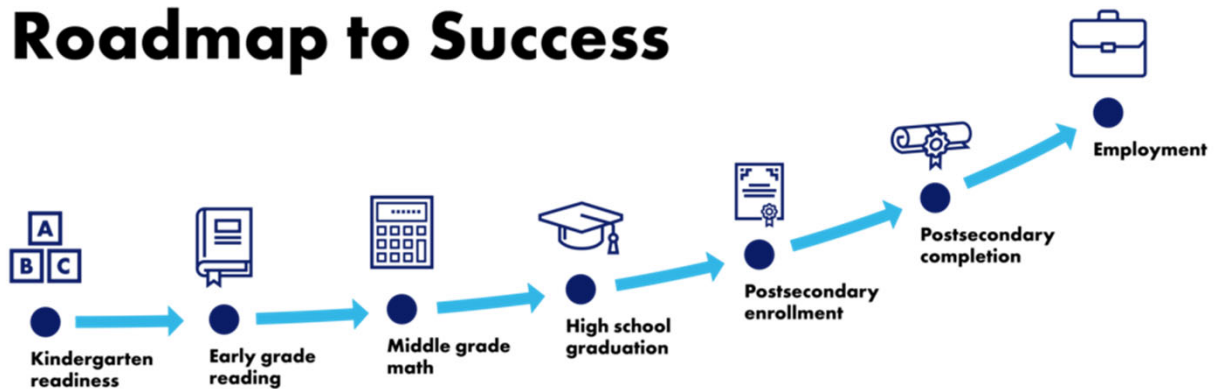 Roadmap to Success
A
B C
Kindergarten
readiness
Early grade
reading
Middle grade
math
High school
graduation
Postsecondary
enrollment
Postsecondary
completion
Employment